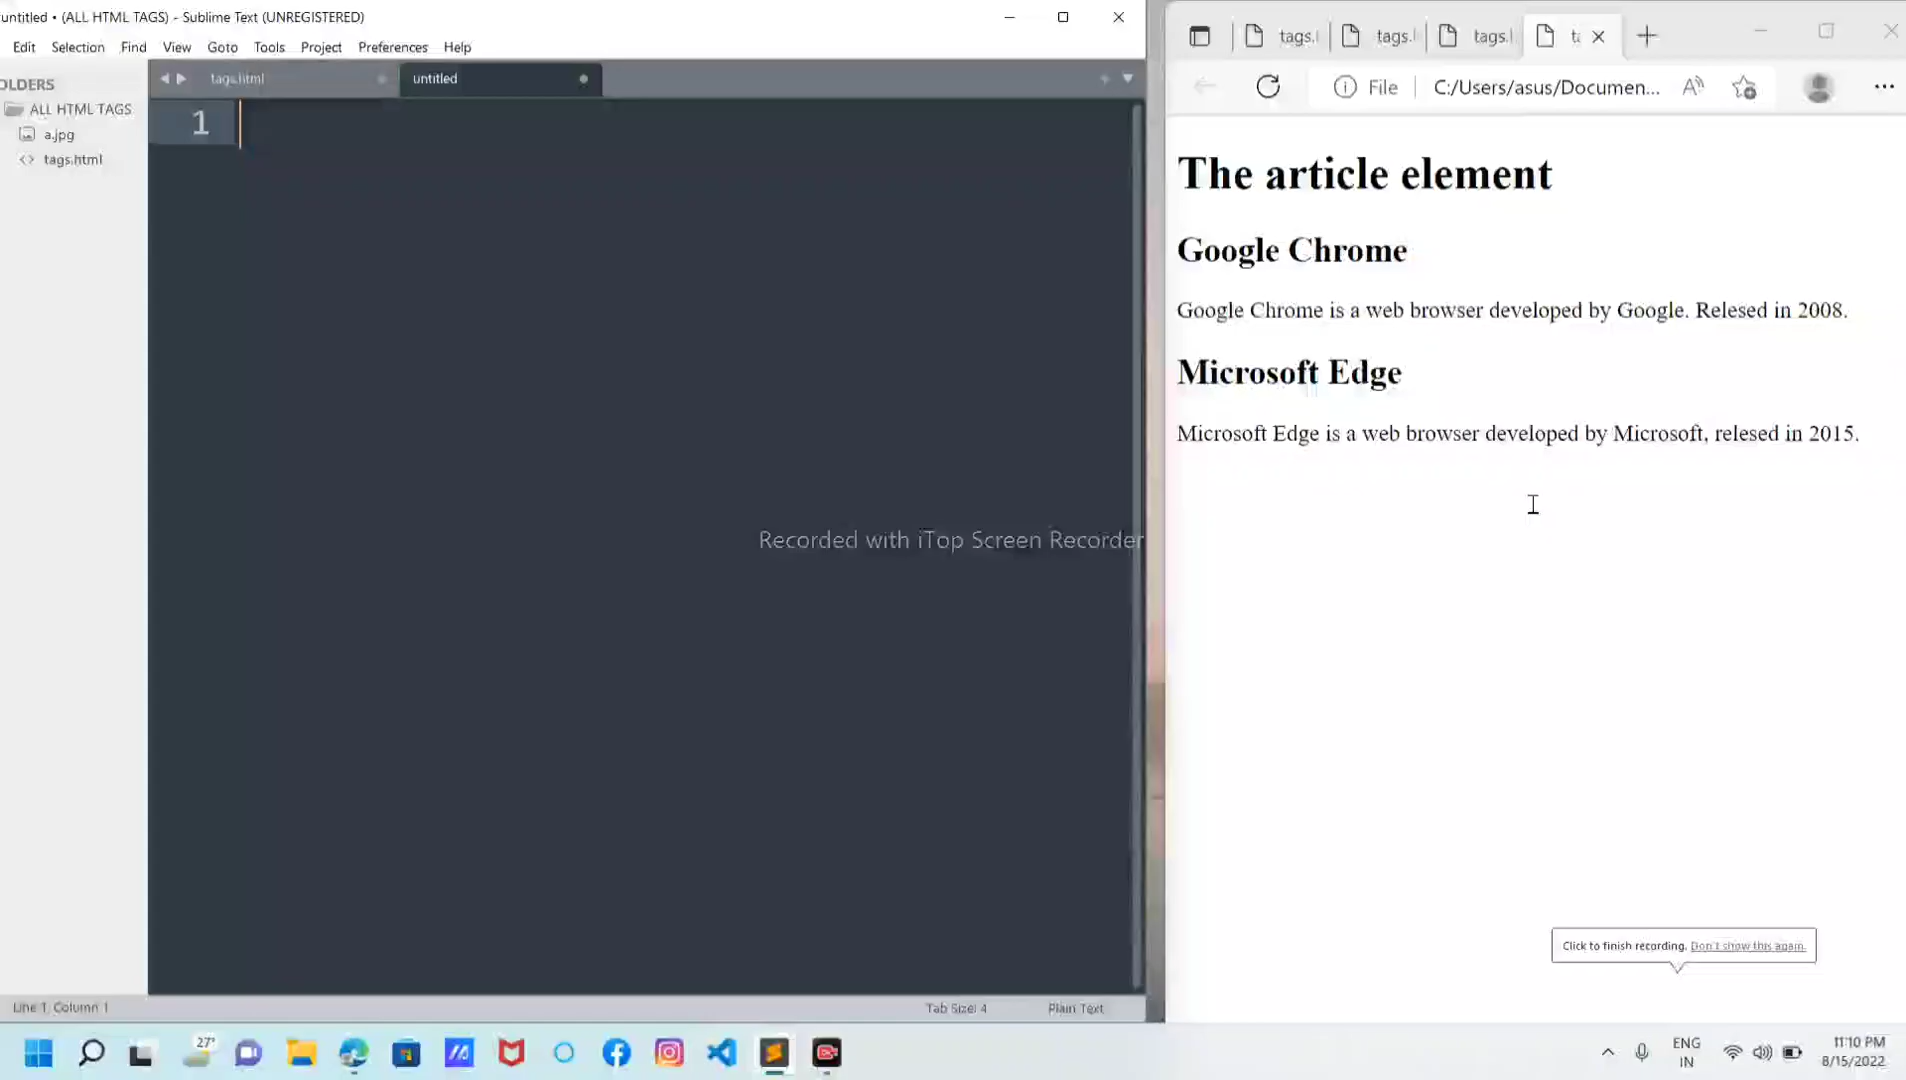 untitled • (ALL HTML TAGS) - Sublime Text (UNREGISTERED)
Edit Selection Find View Goto Tools Project Preferences Help
OLDERS
ALL HTML TAGS
a.jpg
tags.html
tags.html
untitled
1
Recorded with iTop Screen Recorder
Line 1, Column 1
Tab Size: 4
Plain Text
tags.l
tags.l
tags.l
ta
File
C:/Users/asus/Documen...
The article element
Google Chrome
Google Chrome is a web browser developed by Google. Relesed in 2008.
Microsoft Edge
Microsoft Edge is a web browser developed by Microsoft, relesed in 2015.
Click to finish recording. Don't show this again.
27°
ENG
IN
11:10 PM
8/15/2022